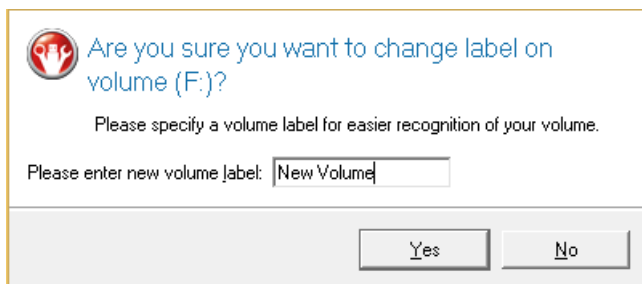 Are you sure you want to change label on
volume (F:)?
Please specify a volume label for easier recognition of your volume.
Please enter new volume label: New Volume
Yes No